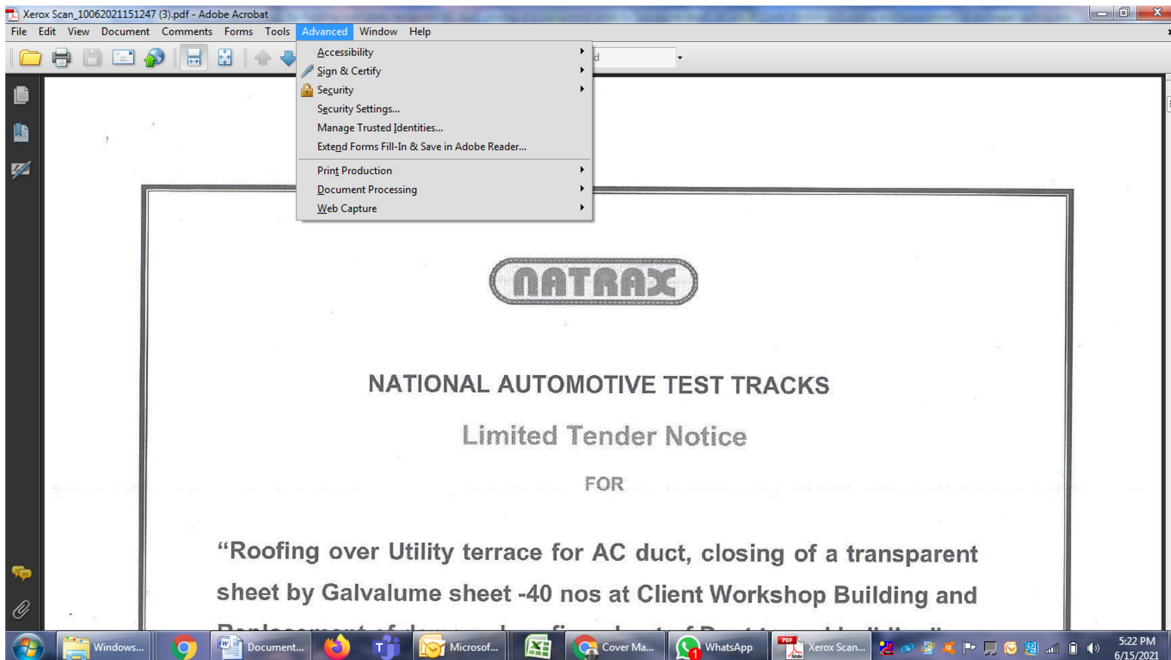 Xerox Scan_10062021151247 (3).pdf - Adobe Acrobat
File Edit View Document Comments Forms Tools Advanced Window Help
Accessibility
Sign & Certify
Security
Security Settings...
Manage Trusted Identities...
Extend Forms Fill-In & Save in Adobe Reader...
Print Production
Document Processing
Web Capture
NATRAX
NATIONAL AUTOMOTIVE TEST TRACKS
Limited Tender Notice
FOR
“Roofing over Utility terrace for AC duct, closing of a transparent
sheet by Galvalume sheet -40 nos at Client Workshop Building and
Windows... Document... Microsof... Cover Ma... WhatsApp Xerox Scan... 5:22 PM
6/15/2021